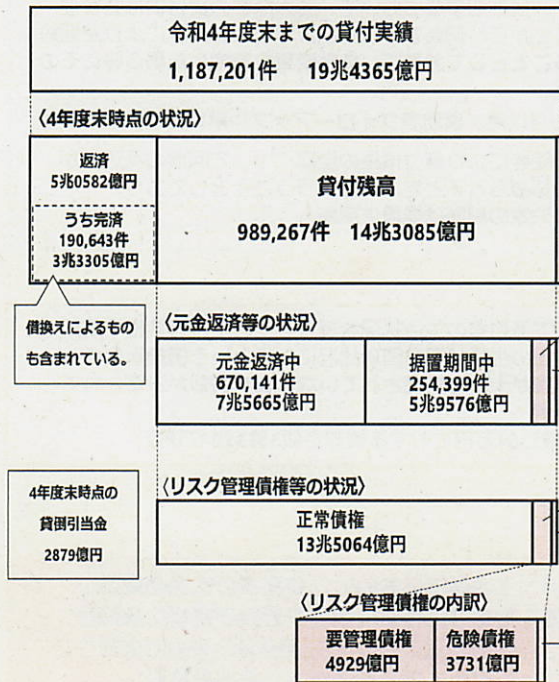 令和4年度末までの貸付実績
1,187,201件 19兆4365億円
〈4年度末時点の状況〉
返済
5兆0582億円
うち完済
190,643件
3兆3305億円
貸付残高
989,267件 14兆3085億円
借換えによるもの
も含まれている。
〈元金返済等の状況〉
元金返済中
670,141件
7兆5665億円
据置期間中
254,399件
5兆9576億円
4年度末時点の
貸倒引当金
2879億円
〈リスク管理債権等の状況〉
正常債権
13兆5064億円
〈リスク管理債権の内訳〉
要管理債権
4929億円
危険債権
3731億円